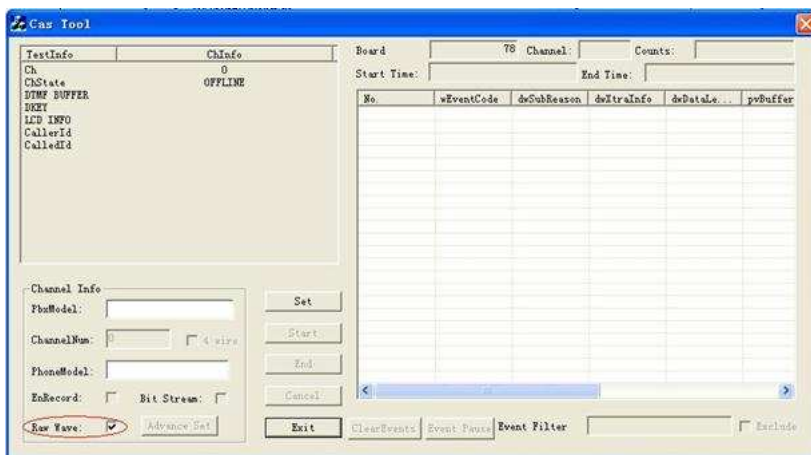 Cas Tool
TestInfo ChInfo
Ch 0
ChState OFFLINE
DTMF BUFFER
DKEY
LCD INFO
CallerId
CalledId
Board 78 Channel: Counts:
Start Time: End Time:
No. wEventCode dwSubReason dwXtraInfo dwDataLe... pvBuffer
Channel Info
PbxModel:
ChannelNum: 0 4 wire
PhoneModel:
EnRecord: Bit Stream:
Raw Wave: Advance Set
Set
Start
End
Cancel
Exit
ClearEvents Event Pause Event Filter Exclude